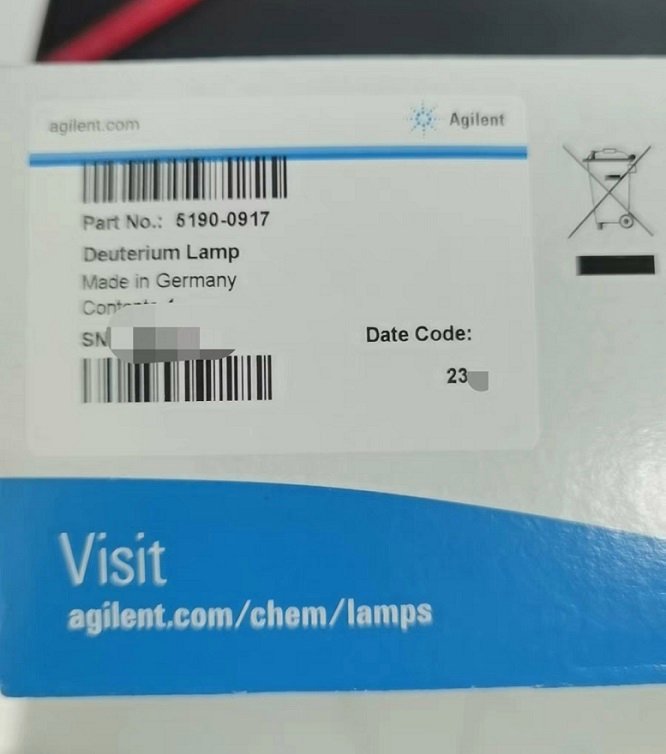 agilent.com
Agilent
Part No.: 5190-0917
Deuterium Lamp
Made in Germany
SN
Date Code:
23
Visit
agilent.com/chem/lamps